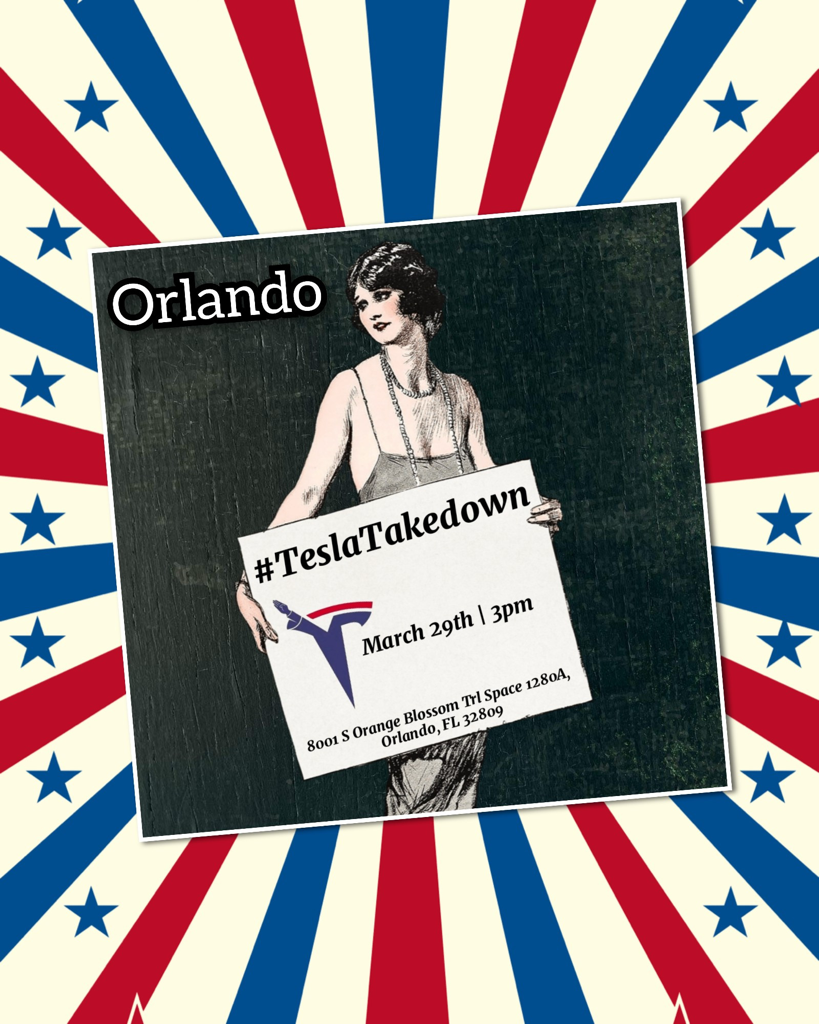 Orlando
#TeslaTakedown
March 29th | 3pm
8001 S Orange Blossom Trl Space 1280A,
Orlando, FL 32809